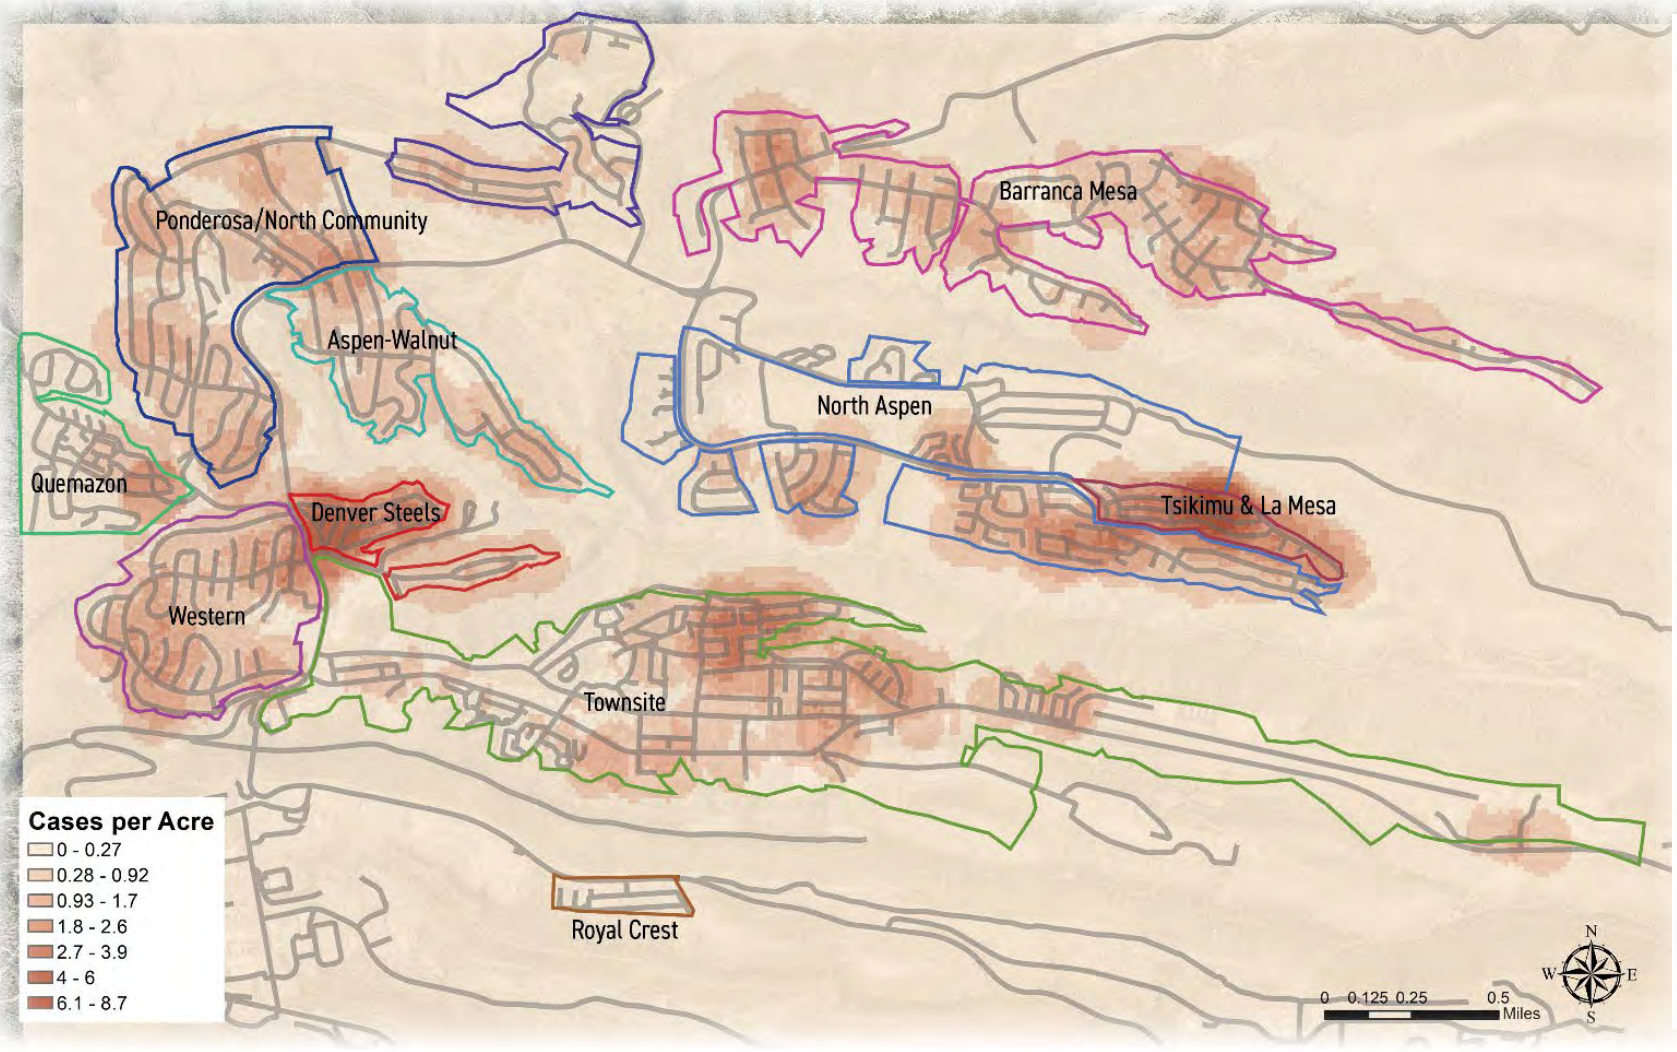 Barranca Mesa
Ponderosa/North Community
Aspen-Walnut
North Aspen
Quemazon
Denver Steels
Tsikimu & La Mesa
Western
Townsite
Royal Crest
Cases per Acre
0 - 0.27
0.28 - 0.92
0.93 - 1.7
1.8 - 2.6
2.7 - 3.9
4 - 6
6.1 - 8.7
N
W E
S
0 0.125 0.25 0.5
Miles